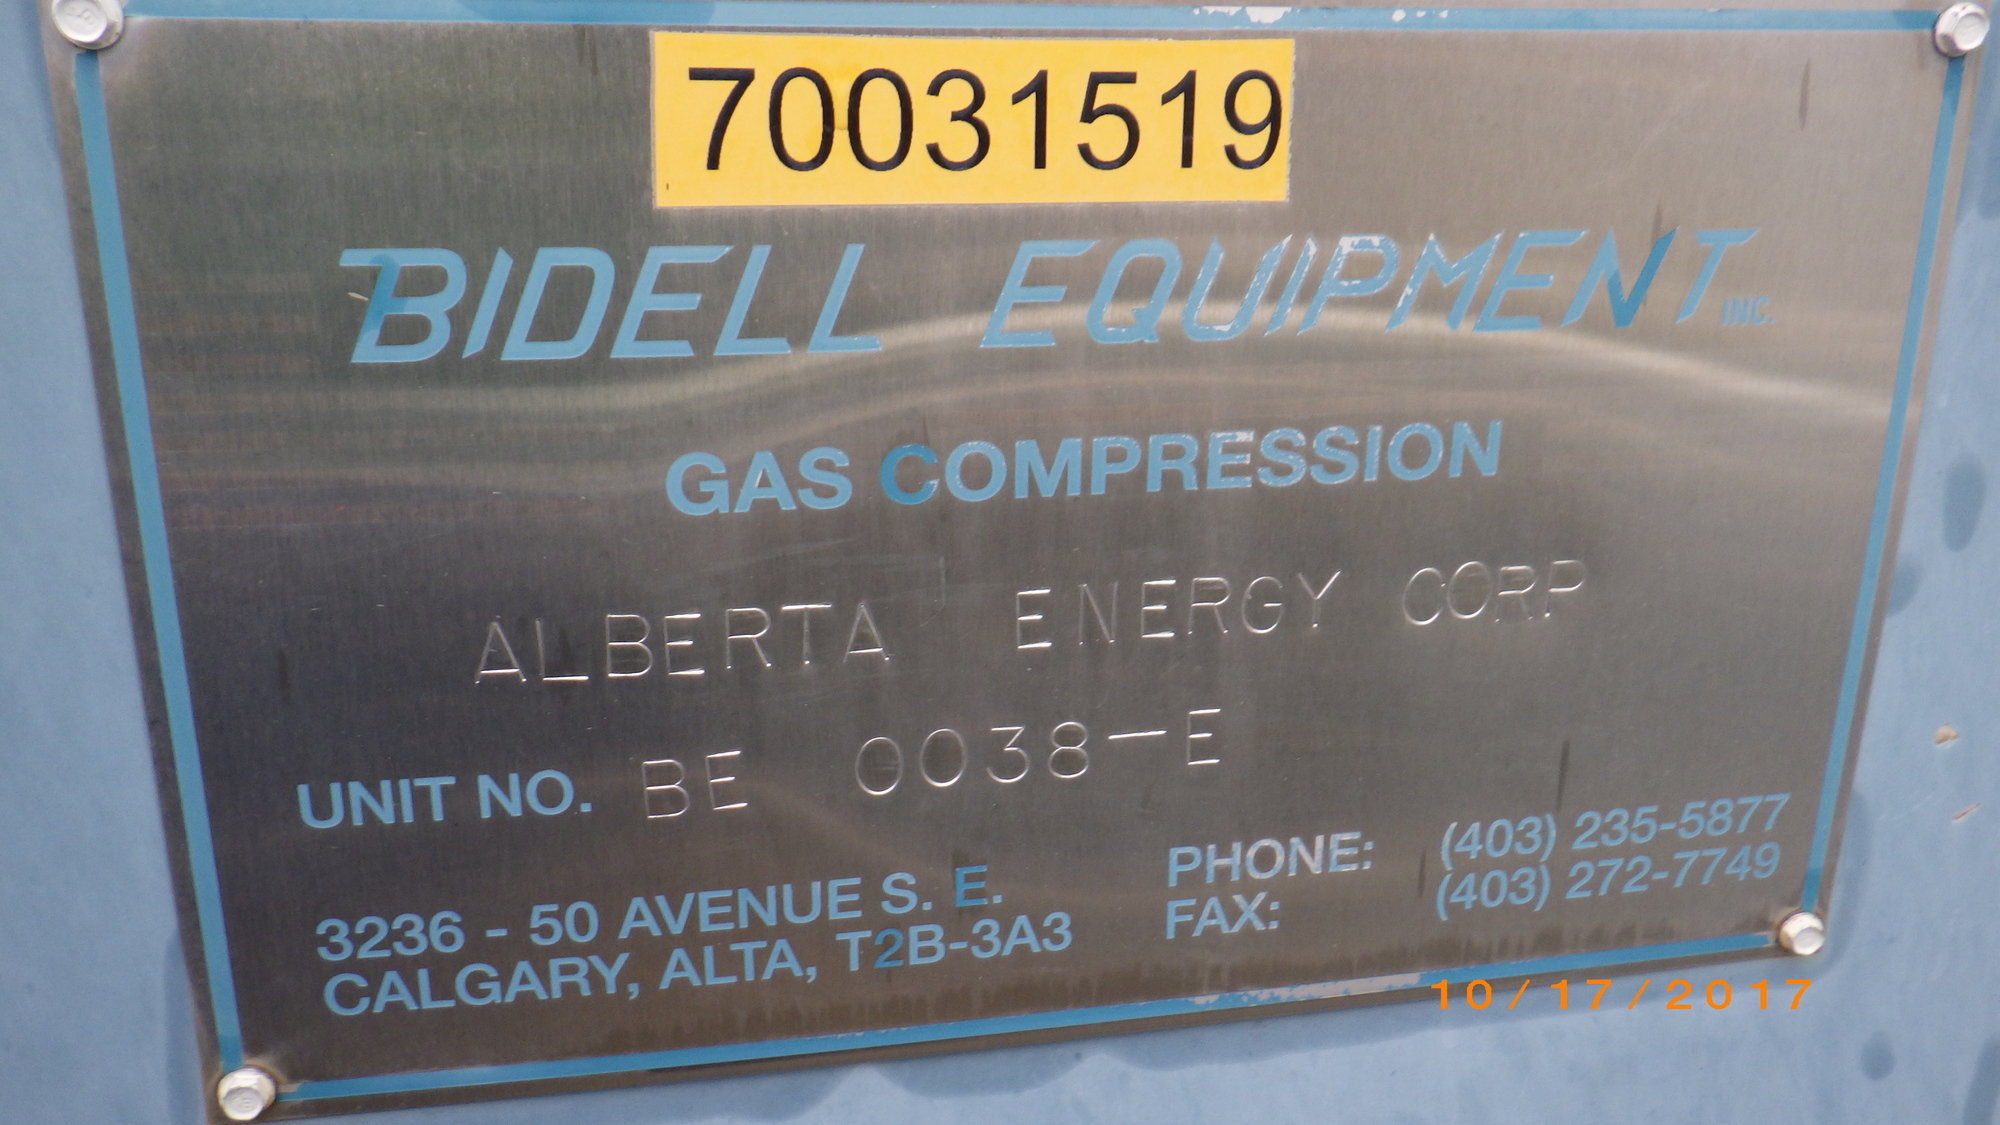 70031519
BIDELL EQUIPMENT INC.
GAS COMPRESSION
ALBERTA ENERGY CORP
UNIT NO. BE 0038-E
3236 - 50 AVENUE S. E.
CALGARY, ALTA, T2B-3A3
PHONE: (403) 235-5877
FAX: (403) 272-7749
10/17/2017